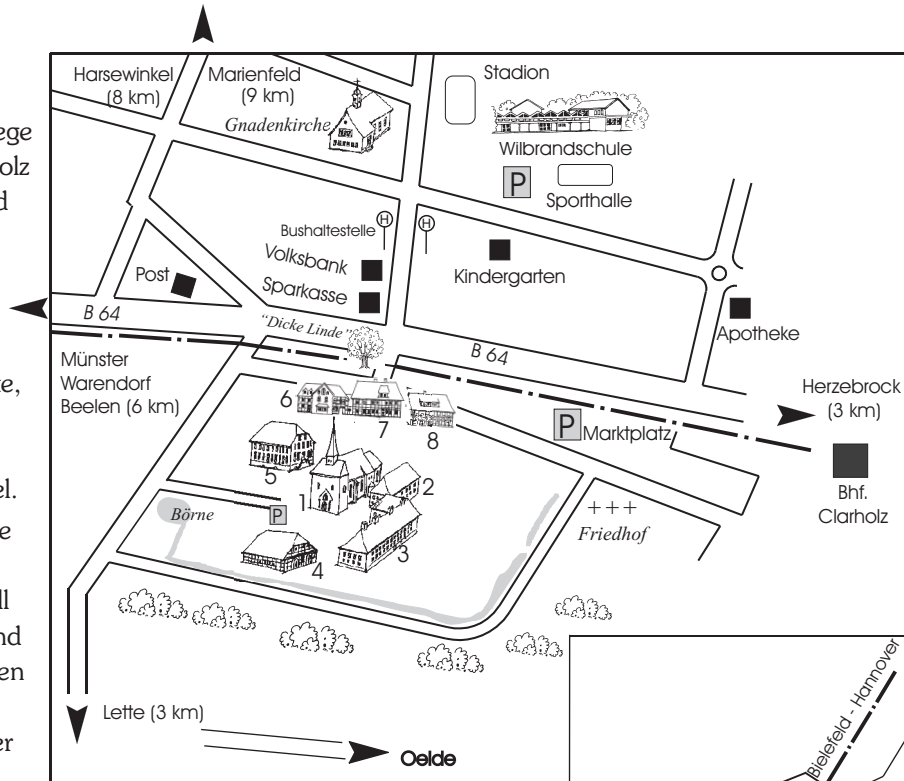 Harsewinkel
(8 km)
Marienfeld
(9 km)
Gnadenkirche
Stadion
Wilbrandschule
P
Sporthalle
Bushaltestelle
H
H
Volksbank
Sparkasse
Kindergarten
Post
B 64
"Dicke Linde"
B 64
Apotheke
Münster
Warendorf
Beelen (6 km)
Herzebrock
(3 km)
6
7
8
P Marktplatz
5
1
2
Bhf.
Clarholz
Börne
P
3
4
+++
Friedhof
Lette (3 km)
Oelde
Bielefeld - Hannover